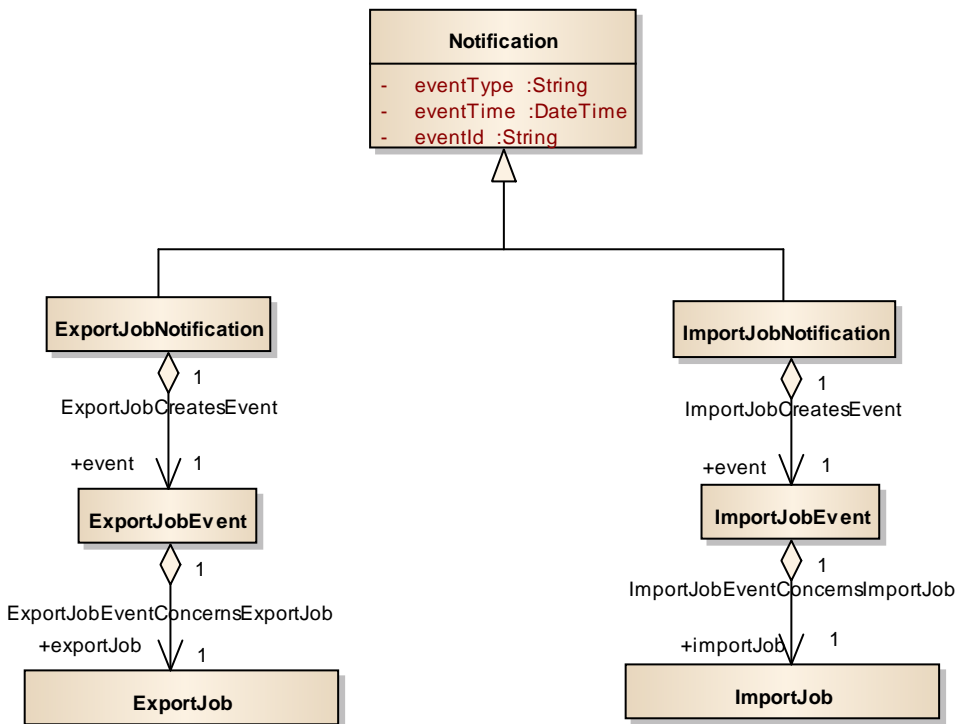 Notification
- eventType :String
- eventTime :DateTime
- eventId :String
ExportJobNotification
ImportJobNotification
1
ExportJobCreatesEvent
1
ImportJobCreatesEvent
+event 1
+event 1
ExportJobEvent
ImportJobEvent
1
ExportJobEventConcernsExportJob
1
ImportJobEventConcernsImportJob
+exportJob 1
+importJob 1
ExportJob
ImportJob